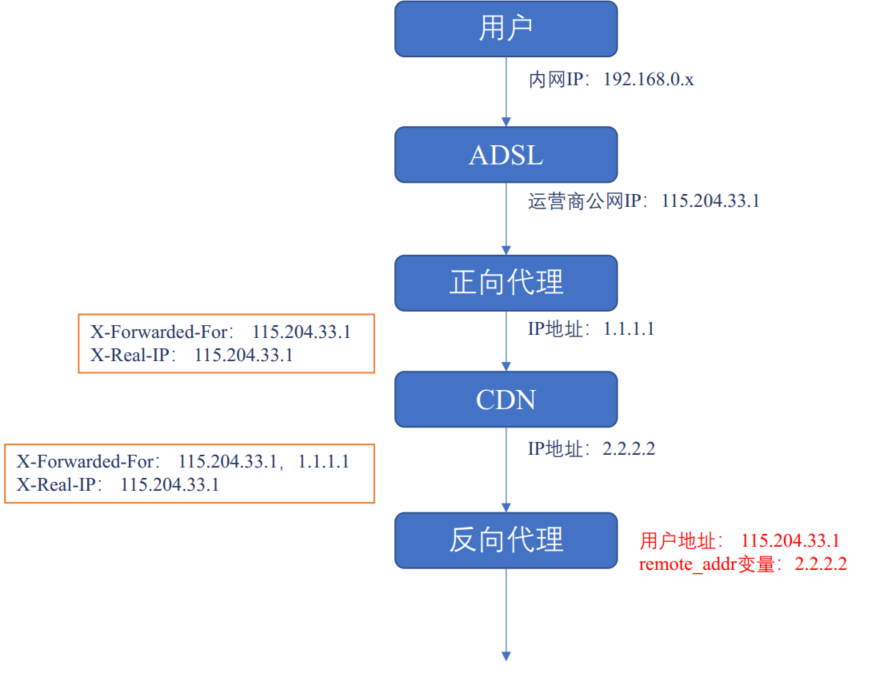 用户
内网IP：192.168.0.x
ADSL
运营商公网IP：115.204.33.1
正向代理
X-Forwarded-For： 115.204.33.1
X-Real-IP： 115.204.33.1
IP地址：1.1.1.1
CDN
X-Forwarded-For： 115.204.33.1，1.1.1.1
X-Real-IP： 115.204.33.1
IP地址：2.2.2.2
反向代理
用户地址： 115.204.33.1
remote_addr变量：2.2.2.2